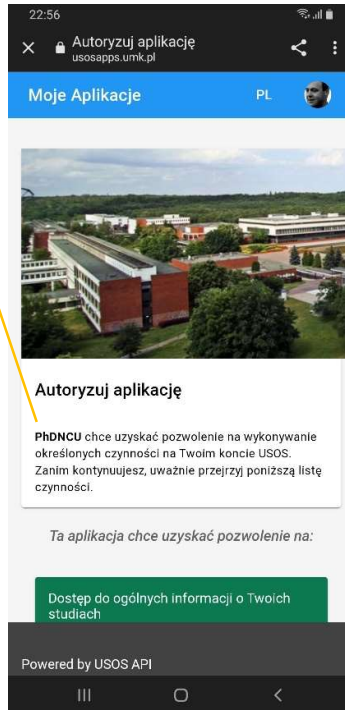 22:56
Autoryzuj aplikację
usosapps.umk.pl
Moje Aplikacje PL
Autoryzuj aplikację
PhDNCU chce uzyskać pozwolenie na wykonywanie
określonych czynności na Twoim koncie USOS.
Zanim kontynuujesz, uważnie przejrzyj poniższą listę
czynności.
Ta aplikacja chce uzyskać pozwolenie na:
Dostęp do ogólnych informacji o Twoich
studiach
Powered by USOS API